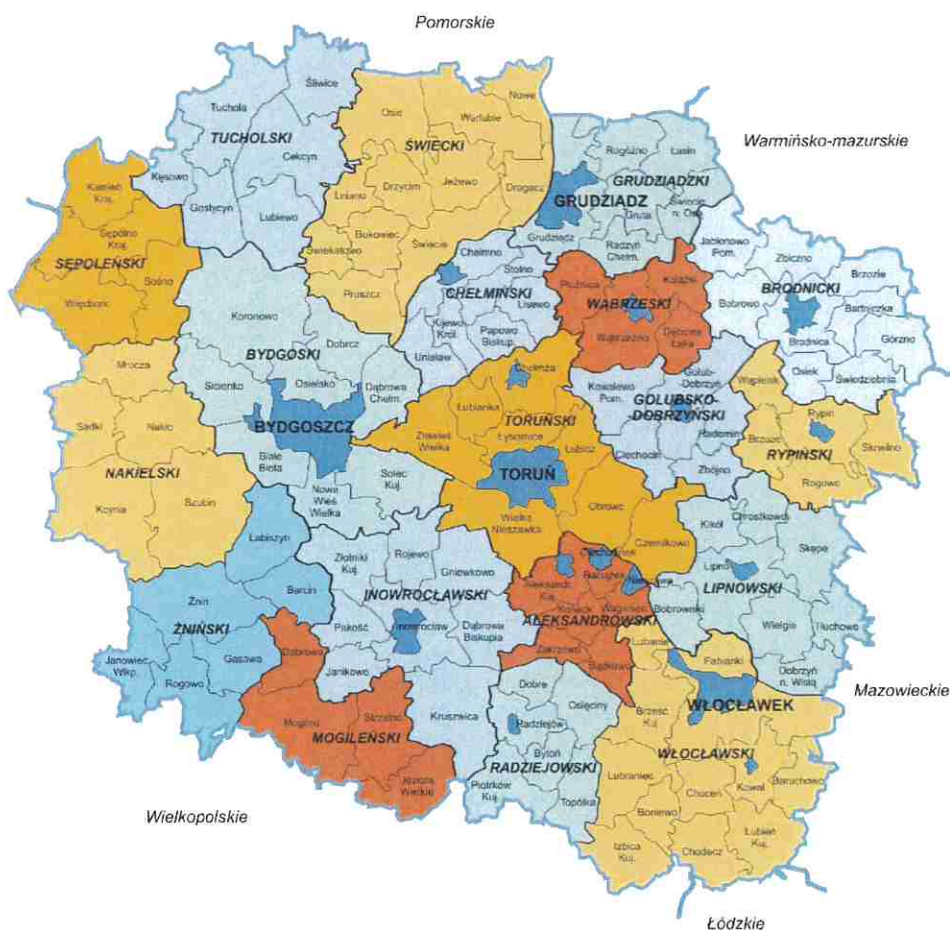 Pomorskie
Warmińsko-mazurskie
Mazowieckie
Łódzkie
Wielkopolskie
TUCHOLSKI
Śliwice
Tuchola
Cekcyn
Kęsowo
Gostycyn
Lubiewo
ŚWIECKI
Nowe
Osie
Warlubie
Lniano
Drzycim
Jeżewo
Dragacz
Bukowiec
Świecie
Świekatowo
Pruszcz
GRUDZIADZKI
GRUDZIADZ
Rogóźno
Łasin
Gruta
Świecie
n. Os.
Grudziądz
Radzyń
Chełm.
SĘPOLEŃSKI
Kamień
Kraj.
Sępólno
Kraj.
Sośno
Więcbork
CHEŁMIŃSKI
Chełmno
Stolno
Lisewo
Kijewo
Król.
Papowo
Biskup.
Unisław
WĄBRZESKI
Płużnica
Książki
Wąbrzeźno
Dębowa
Łąka
BRODNICKI
Jabłonowo
Pom.
Zbiczno
Brzozie
Bobrowo
Bartniczka
Brodnica
Górzno
Osiek
Świedziebnia
BYDGOSKI
BYDGOSZCZ
Koronowo
Dobrcz
Sicienko
Osielsko
Dąbrowa
Chełm.
Białe
Błota
Solec
Kuj.
Nowa
Wieś
Wielka
NAKIELSKI
Mrocza
Sadki
Nakło
Kcynia
Szubin
TORUŃSKI
TORUŃ
Chełmża
Łubianka
Zławieś
Wielka
Łysomice
Lubicz
Wielka
Nieszawka
Obrowo
Czernikowo
GOLUBSKO-
DOBRZYŃSKI
Kowalewo
Pom.
Golub-
Dobrzyń
Radomin
Ciechocin
Zbójno
RYPIŃSKI
Wąpielsk
Rypin
Brzuze
Skrwilno
Rogowo
LIPNOWSKI
Kikół
Chrostkowo
Skępe
Lipno
Bobrowniki
Wielgie
Tłuchowo
Dobrzyń
n. Wisłą
ŻNIŃSKI
Łabiszyn
Żnin
Barcin
Janowiec
Wlkp.
Gąsawa
Rogowo
INOWROCŁAWSKI
Złotniki
Kuj.
Rojewo
Gniewkowo
Pakość
Inowrocław
Dąbrowa
Biskupia
Janikowo
Kruszwica
ALEKSANDROWSKI
Ciechocinek
Aleksandr.
Kuj.
Raciążek
Nieszawa
Koneck
Waganiec
Zakrzewo
Bądkowo
MOGILEŃSKI
Dąbrowa
Mogilno
Strzelno
Jeziora
Wielkie
RADZIEJOWSKI
Dobre
Osięciny
Radziejów
Bytoń
Piotrków
Kuj.
Topólka
WŁOCŁAWSKI
WŁOCŁAWEK
Lubanie
Fabianki
Brześć
Kuj.
Lubraniec
Choceń
Kowal
Baruchowo
Boniewo
Izbica
Kuj.
Chodecz
Lubień
Kuj.